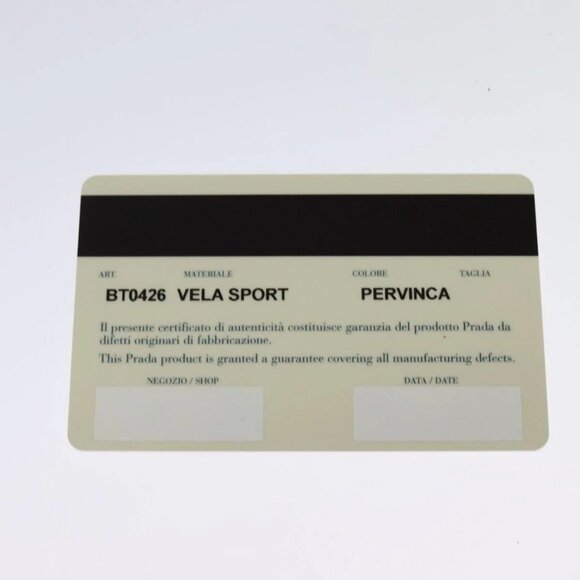 ART. MATERIALE COLORE TAGLIA
BT0426 VELA SPORT PERVINCA
Il presente certificato di autenticità costituisce garanzia del prodotto Prada da
difetti originari di fabbricazione.
This Prada product is granted a guarantee covering all manufacturing defects.
NEGOZIO / SHOP DATA / DATE